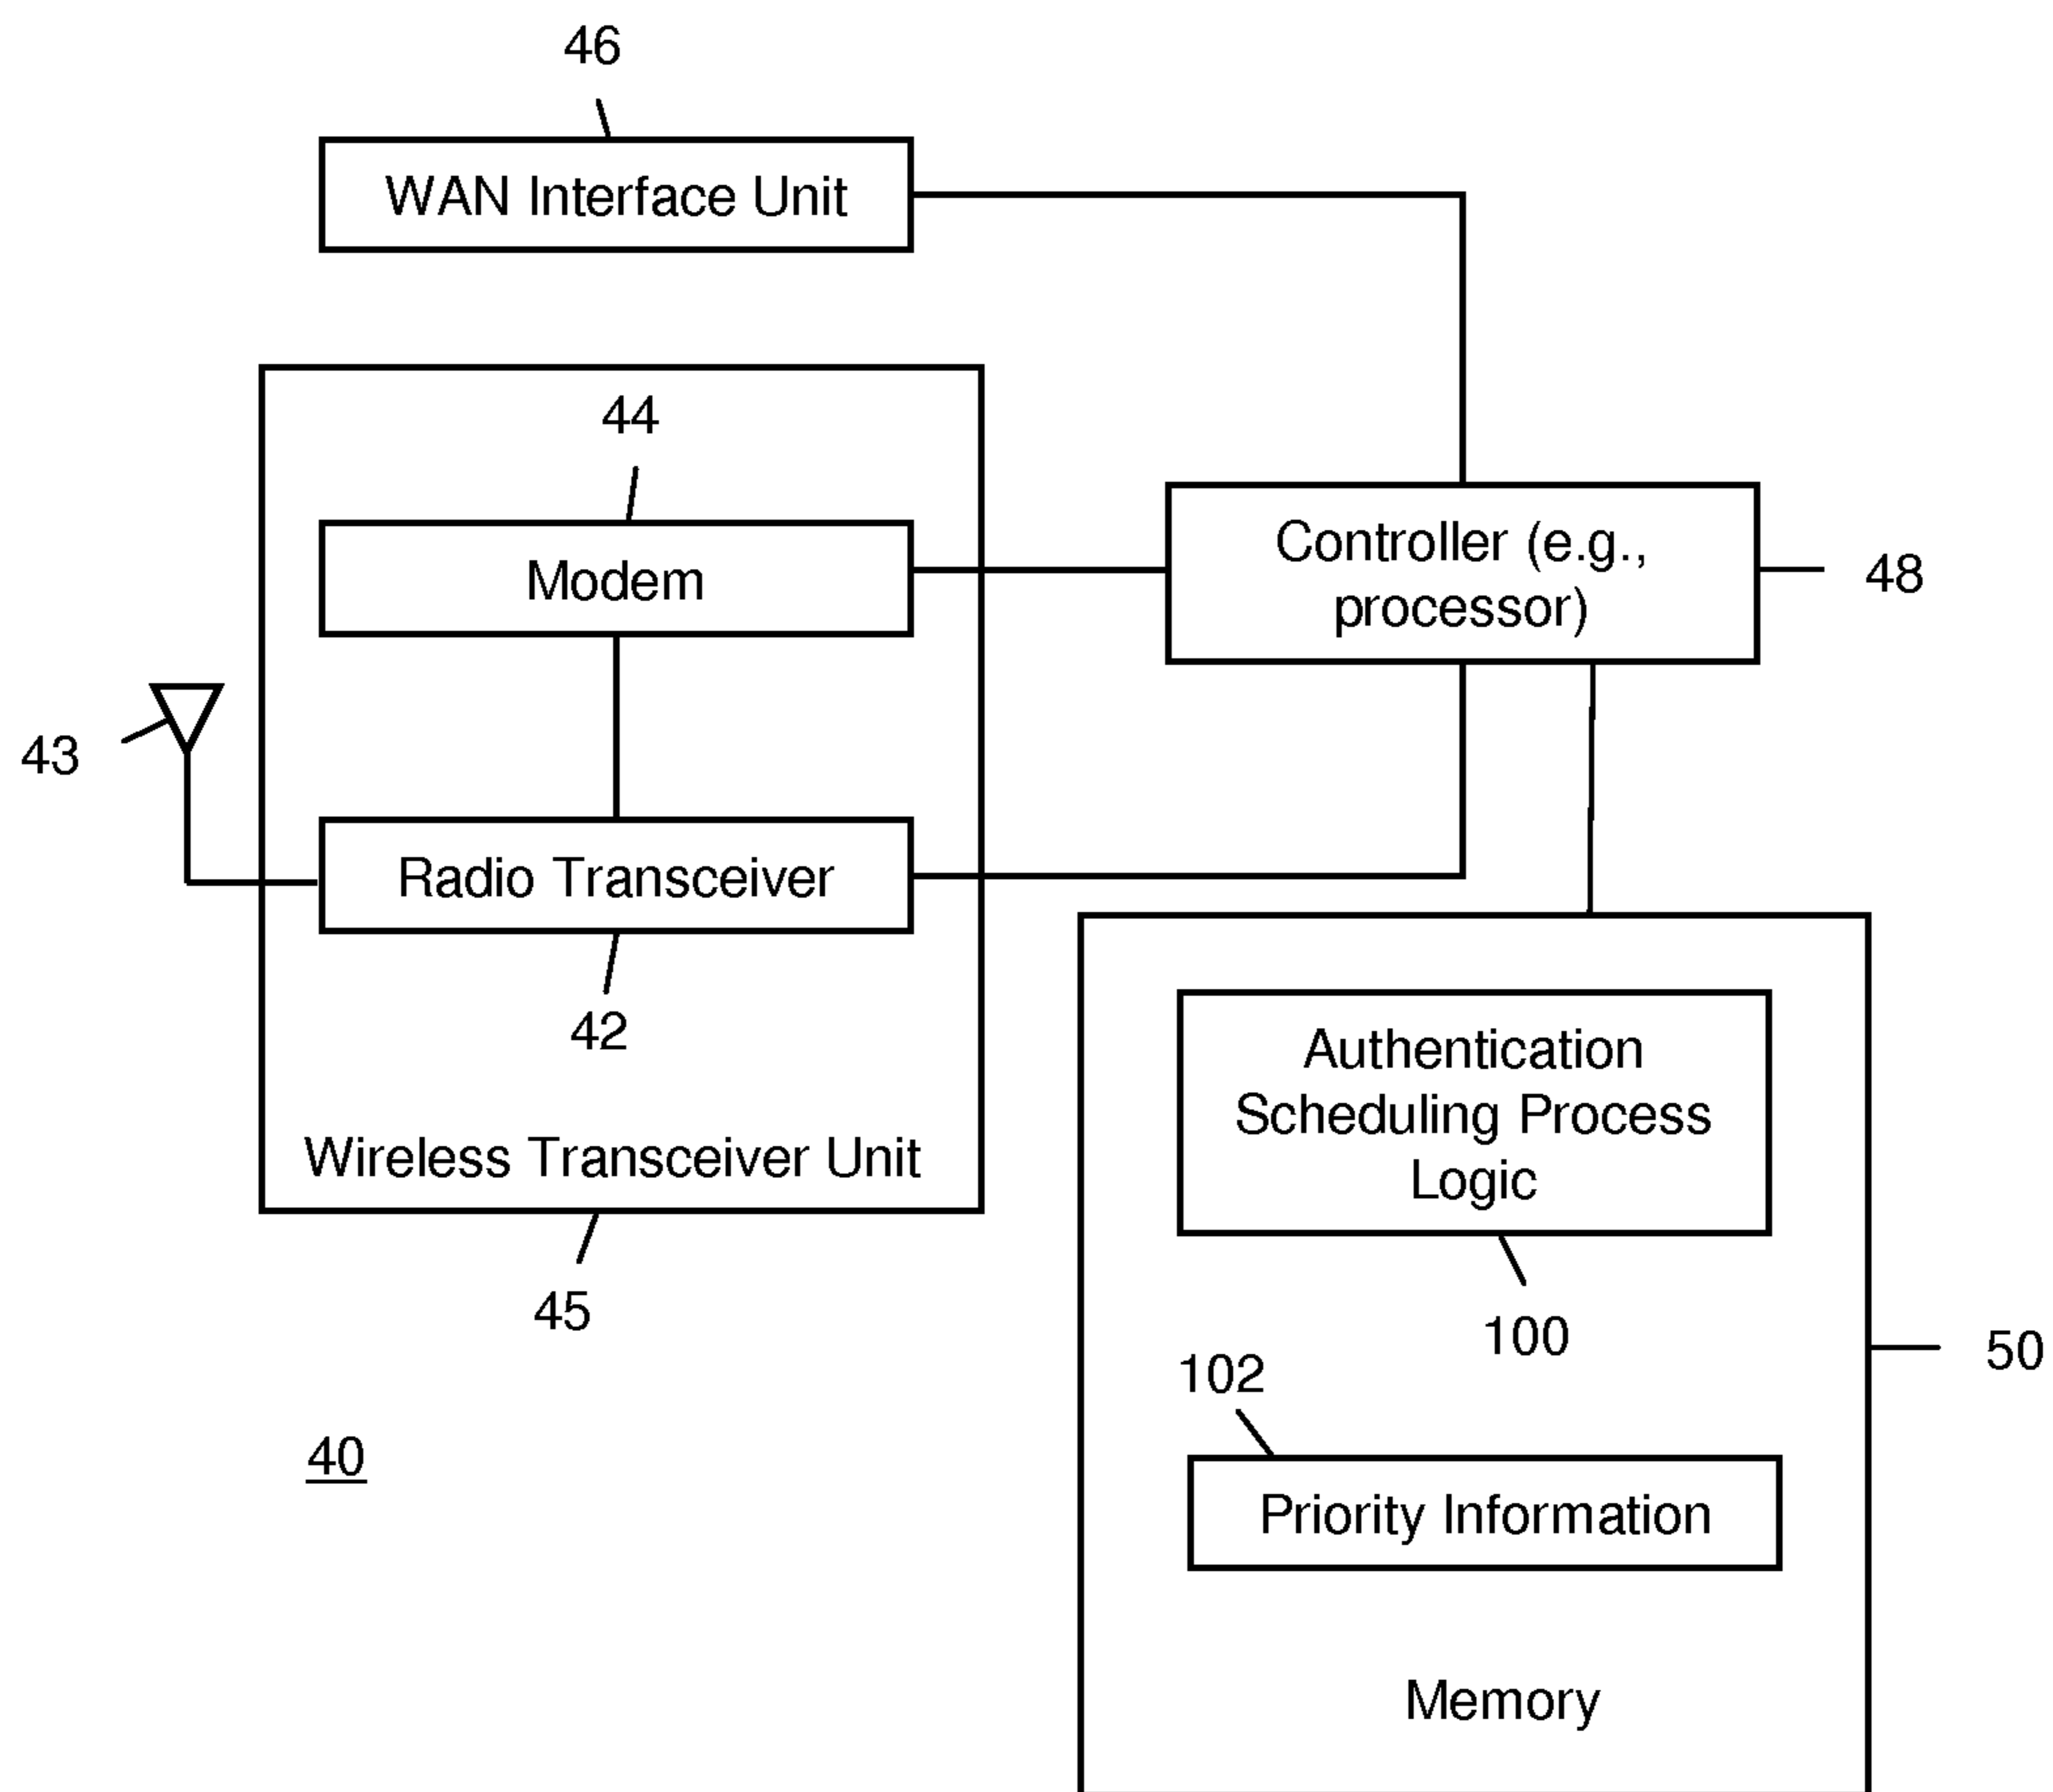 46
WAN Interface Unit
44
Modem
Controller (e.g.,
processor)
48
43
Radio Transceiver
42
Wireless Transceiver Unit
45
Authentication
Scheduling Process
Logic
100
50
102
40
Priority Information
Memory